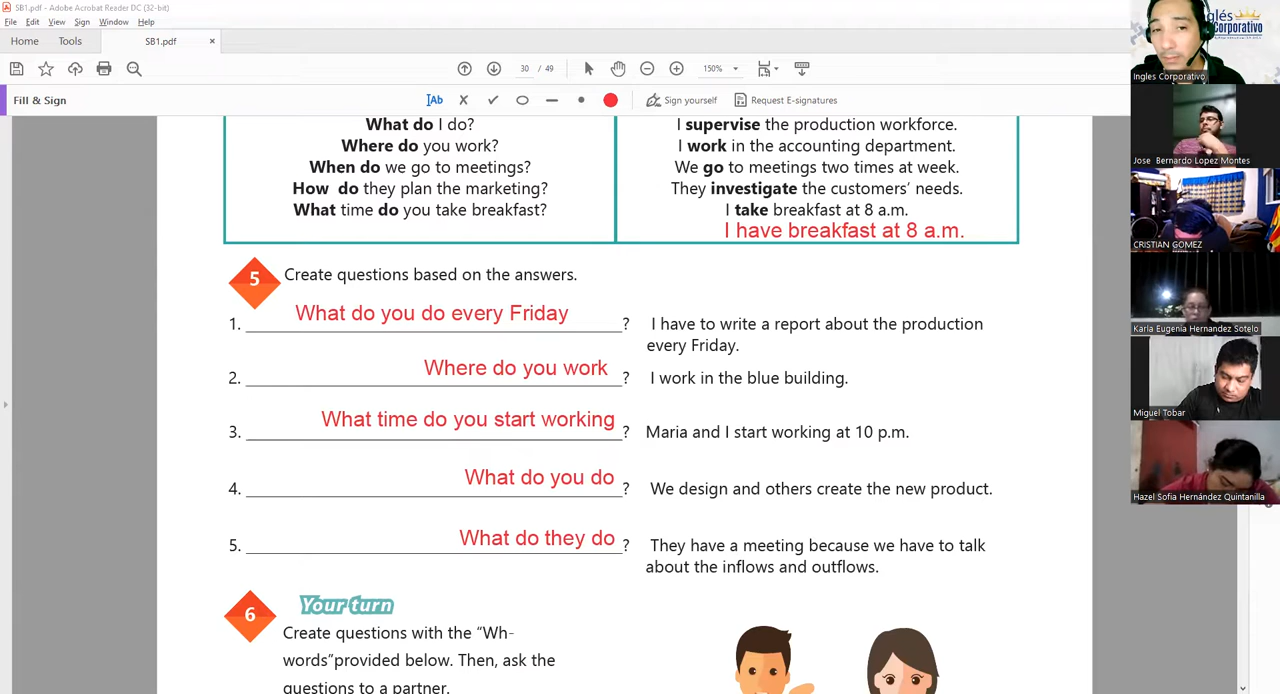 SB1.pdf - Adobe Acrobat Reader DC (32-bit)
File Edit View Sign Window Help
Home Tools SB1.pdf ×
30 / 49 150%
Fill & Sign Ab Sign yourself Request E-signatures
What do I do? I supervise the production workforce.
Where do you work? I work in the accounting department.
When do we go to meetings? We go to meetings two times at week.
How do they plan the marketing? They investigate the customers' needs.
What time do you take breakfast? I take breakfast at 8 a.m.
I have breakfast at 8 a.m.
5 Create questions based on the answers.
1. What do you do every Friday ? I have to write a report about the production
every Friday.
2. Where do you work ? I work in the blue building.
3. What time do you start working ? Maria and I start working at 10 p.m.
4. What do you do ? We design and others create the new product.
5. What do they do ? They have a meeting because we have to talk
about the inflows and outflows.
6 Your turn
Create questions with the “Wh-
words”provided below. Then, ask the
questions to a partner.
glés
Corporativo
Ingles Corporativo
Jose Bernardo Lopez Montes
CRISTIAN GOMEZ
Karla Eugenia Hernandez Sotelo
Miguel Tobar
Hazel Sofia Hernández Quintanilla